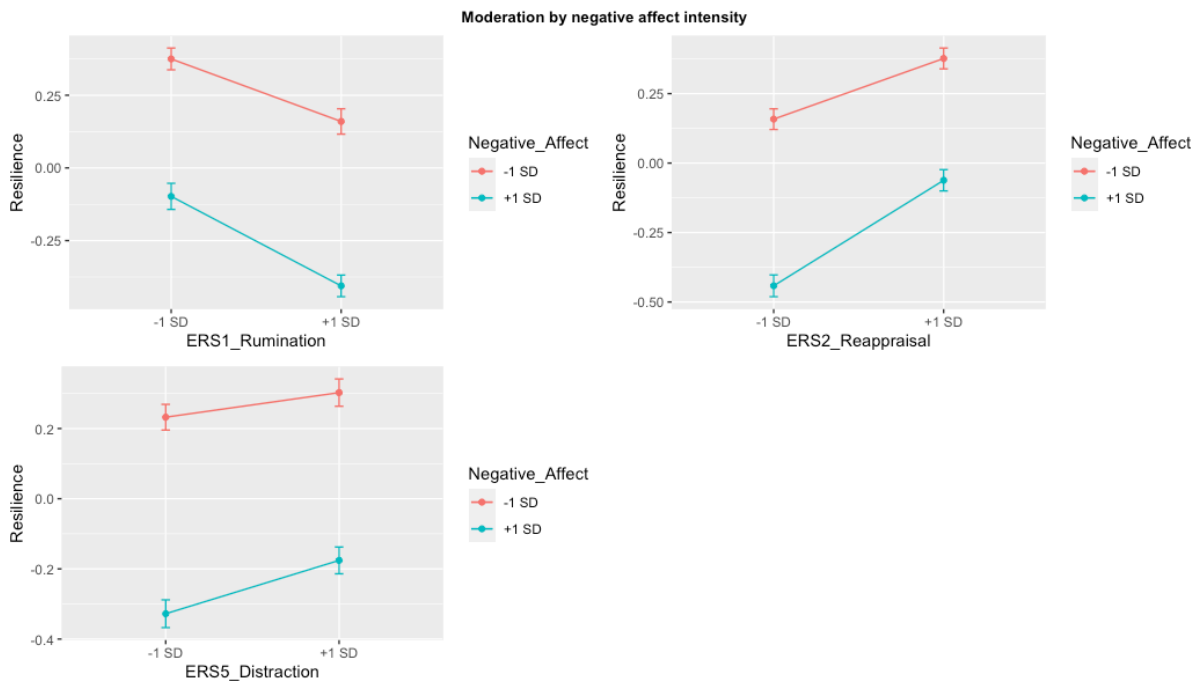 Moderation by negative affect intensity
Resilience
0.25
0.00
-0.25
-1 SD
+1 SD
ERS1_Rumination
Negative_Affect
-1 SD
+1 SD
Resilience
0.25
0.00
-0.25
-0.50
-1 SD
+1 SD
ERS2_Reappraisal
Negative_Affect
-1 SD
+1 SD
Resilience
0.2
0.0
-0.2
-0.4
-1 SD
+1 SD
ERS5_Distraction
Negative_Affect
-1 SD
+1 SD